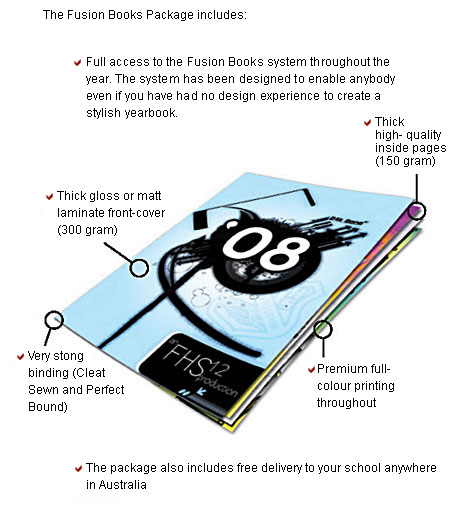 The Fusion Books Package includes:
Full access to the Fusion Books system throughout the
year. The system has been designed to enable anybody
even if you have had no design experience to create a
stylish yearbook.
Thick
high- quality
inside pages
(150 gram)
Thick gloss or matt
laminate front-cover
(300 gram)
'08
an
FHS12
production
Very stong
binding (Cleat
Sewn and Perfect
Bound)
Premium full-
colour printing
throughout
The package also includes free delivery to your school anywhere
in Australia